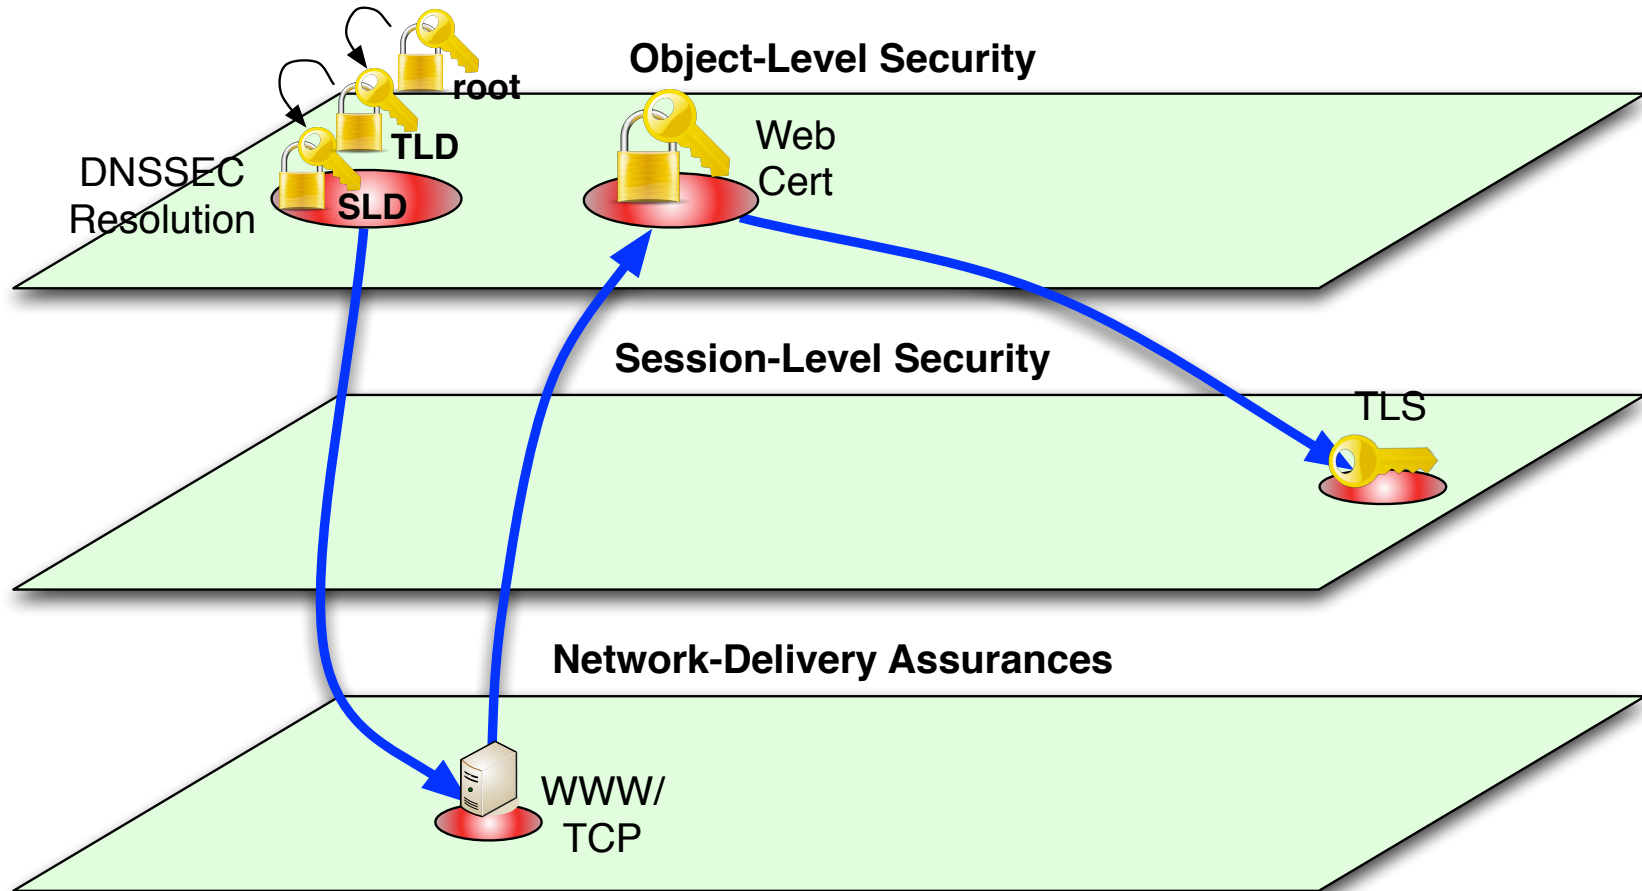 Object-Level Security
root
TLD
SLD
DNSSEC
Resolution
Web
Cert
Session-Level Security
TLS
Network-Delivery Assurances
WWW/
TCP